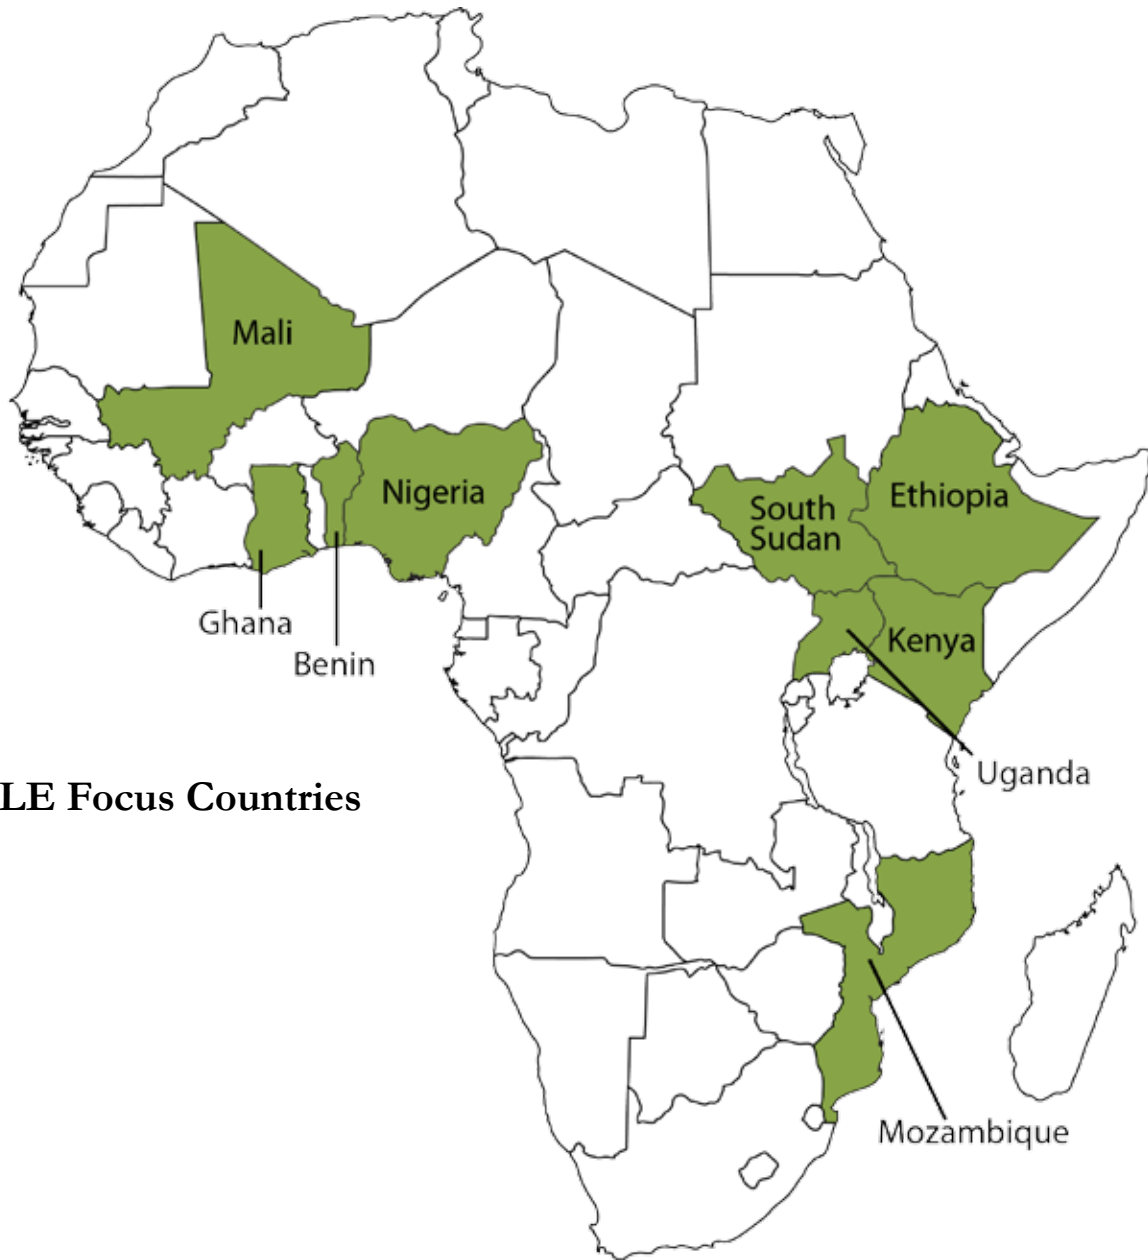 Mali
Nigeria
Ethiopia
South
Sudan
Ghana
Kenya
Benin
Uganda
LE Focus Countries
Mozambique